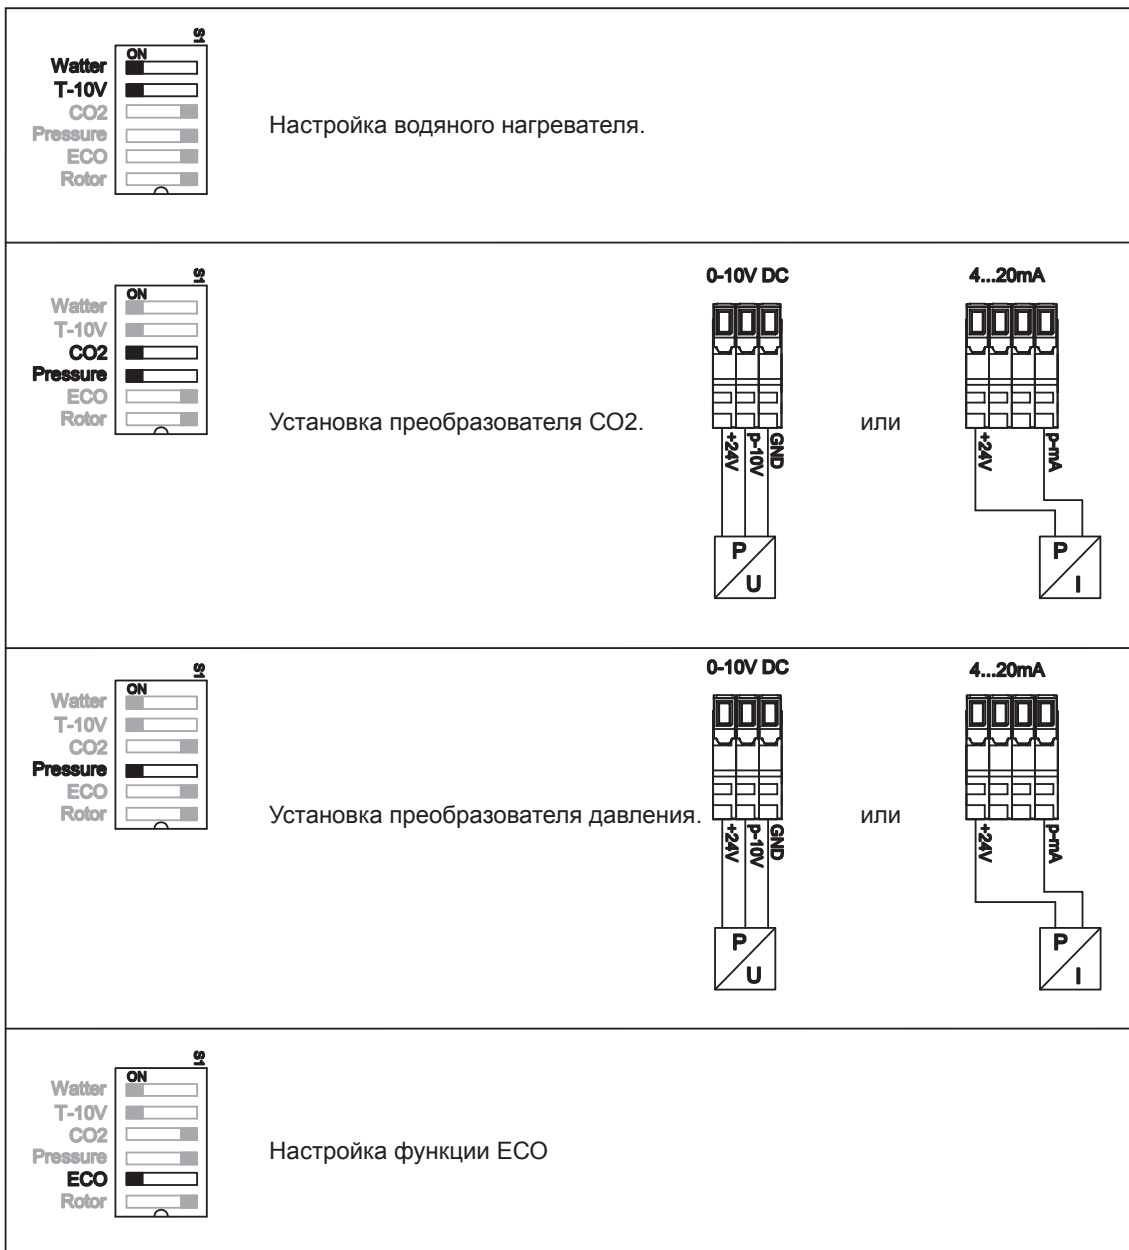 S1
ON
Watter
T-10V
CO2
Pressure
ECO
Rotor
Настройка водяного нагревателя.
S1
ON
Watter
T-10V
CO2
Pressure
ECO
Rotor
Установка преобразователя CO2.
0-10V DC
+24V
p-10V
GND
P
U
или
4...20mA
+24V
p-mA
P
I
S1
ON
Watter
T-10V
CO2
Pressure
ECO
Rotor
Установка преобразователя давления.
0-10V DC
+24V
p-10V
GND
P
U
или
4...20mA
+24V
p-mA
P
I
S1
ON
Watter
T-10V
CO2
Pressure
ECO
Rotor
Настройка функции ECO